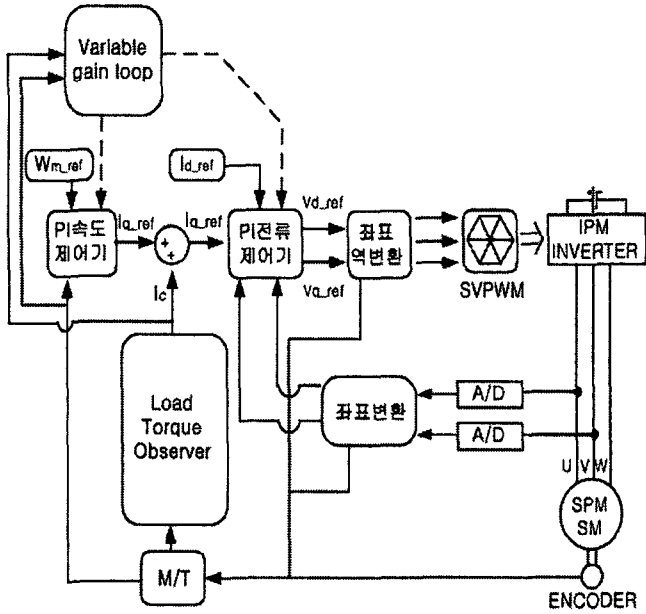 Variable
gain loop
Wm_ref
Id_ref
PI속도
제어기
Iq_ref
+
+
Iq_ref
Ic
PI전류
제어기
Vd_ref
Vq_ref
좌표
역변환
SVPWM
IPM
INVERTER
Load
Torque
Observer
좌표변환
A/D
A/D
U V W
SPM
SM
M/T
ENCODER